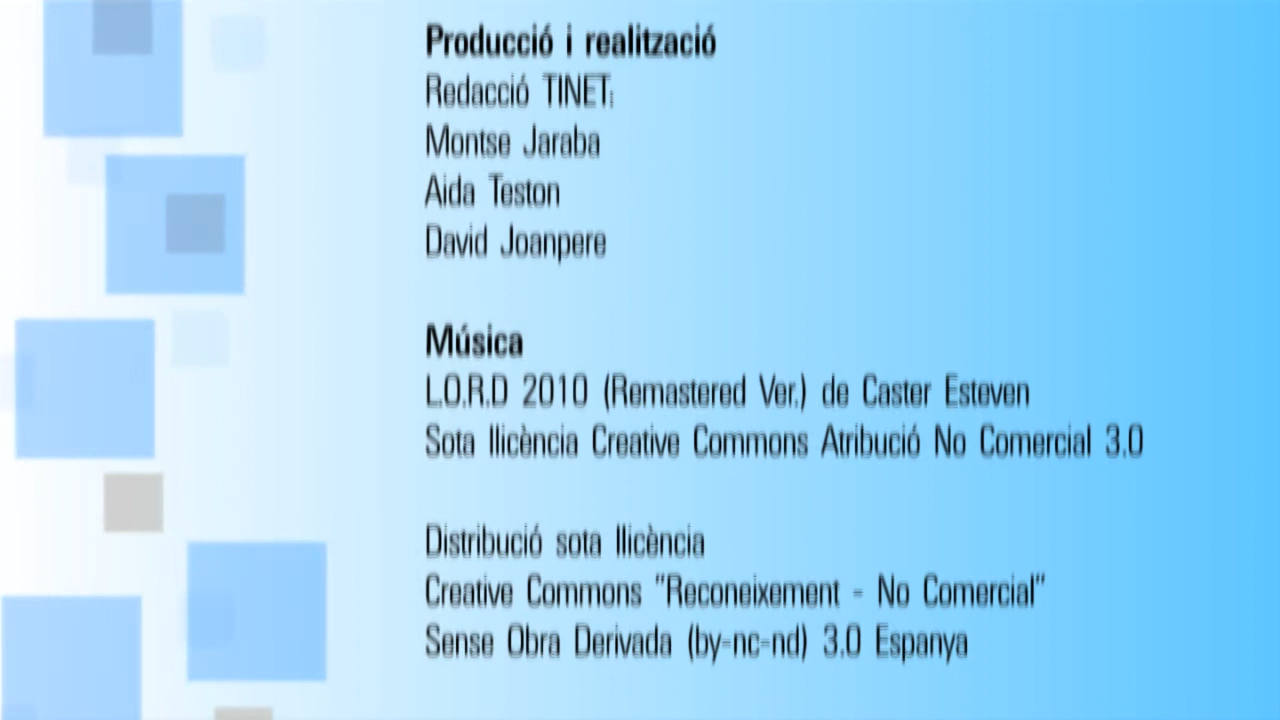 Producció i realització
Redacció TINET:
Montse Jaraba
Aida Teston
David Joanpere
Música
L.O.R.D 2010 (Remastered Ver.) de Caster Esteven
Sota llicència Creative Commons Atribució No Comercial 3.0
Distribució sota llicència
Creative Commons "Reconeixement - No Comercial"
Sense Obra Derivada (by-nc-nd) 3.0 Espanya